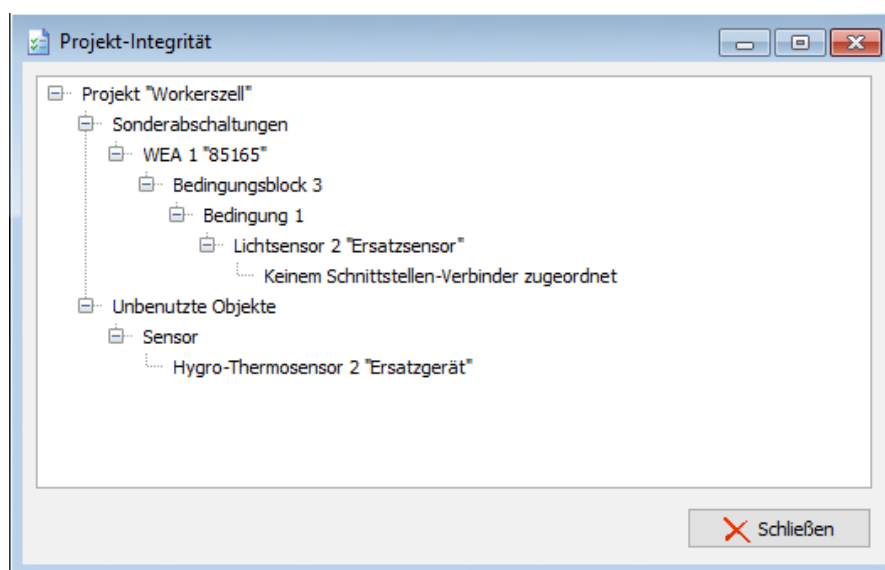 Projekt-Integrität
Projekt "Workerszell"
Sonderabschaltungen
WEA 1 "85165"
Bedingungsblock 3
Bedingung 1
Lichtsensor 2 "Ersatzsensor"
Keinem Schnittstellen-Verbinder zugeordnet
Unbenutzte Objekte
Sensor
Hygro-Thermosensor 2 "Ersatzgerät"
Schließen